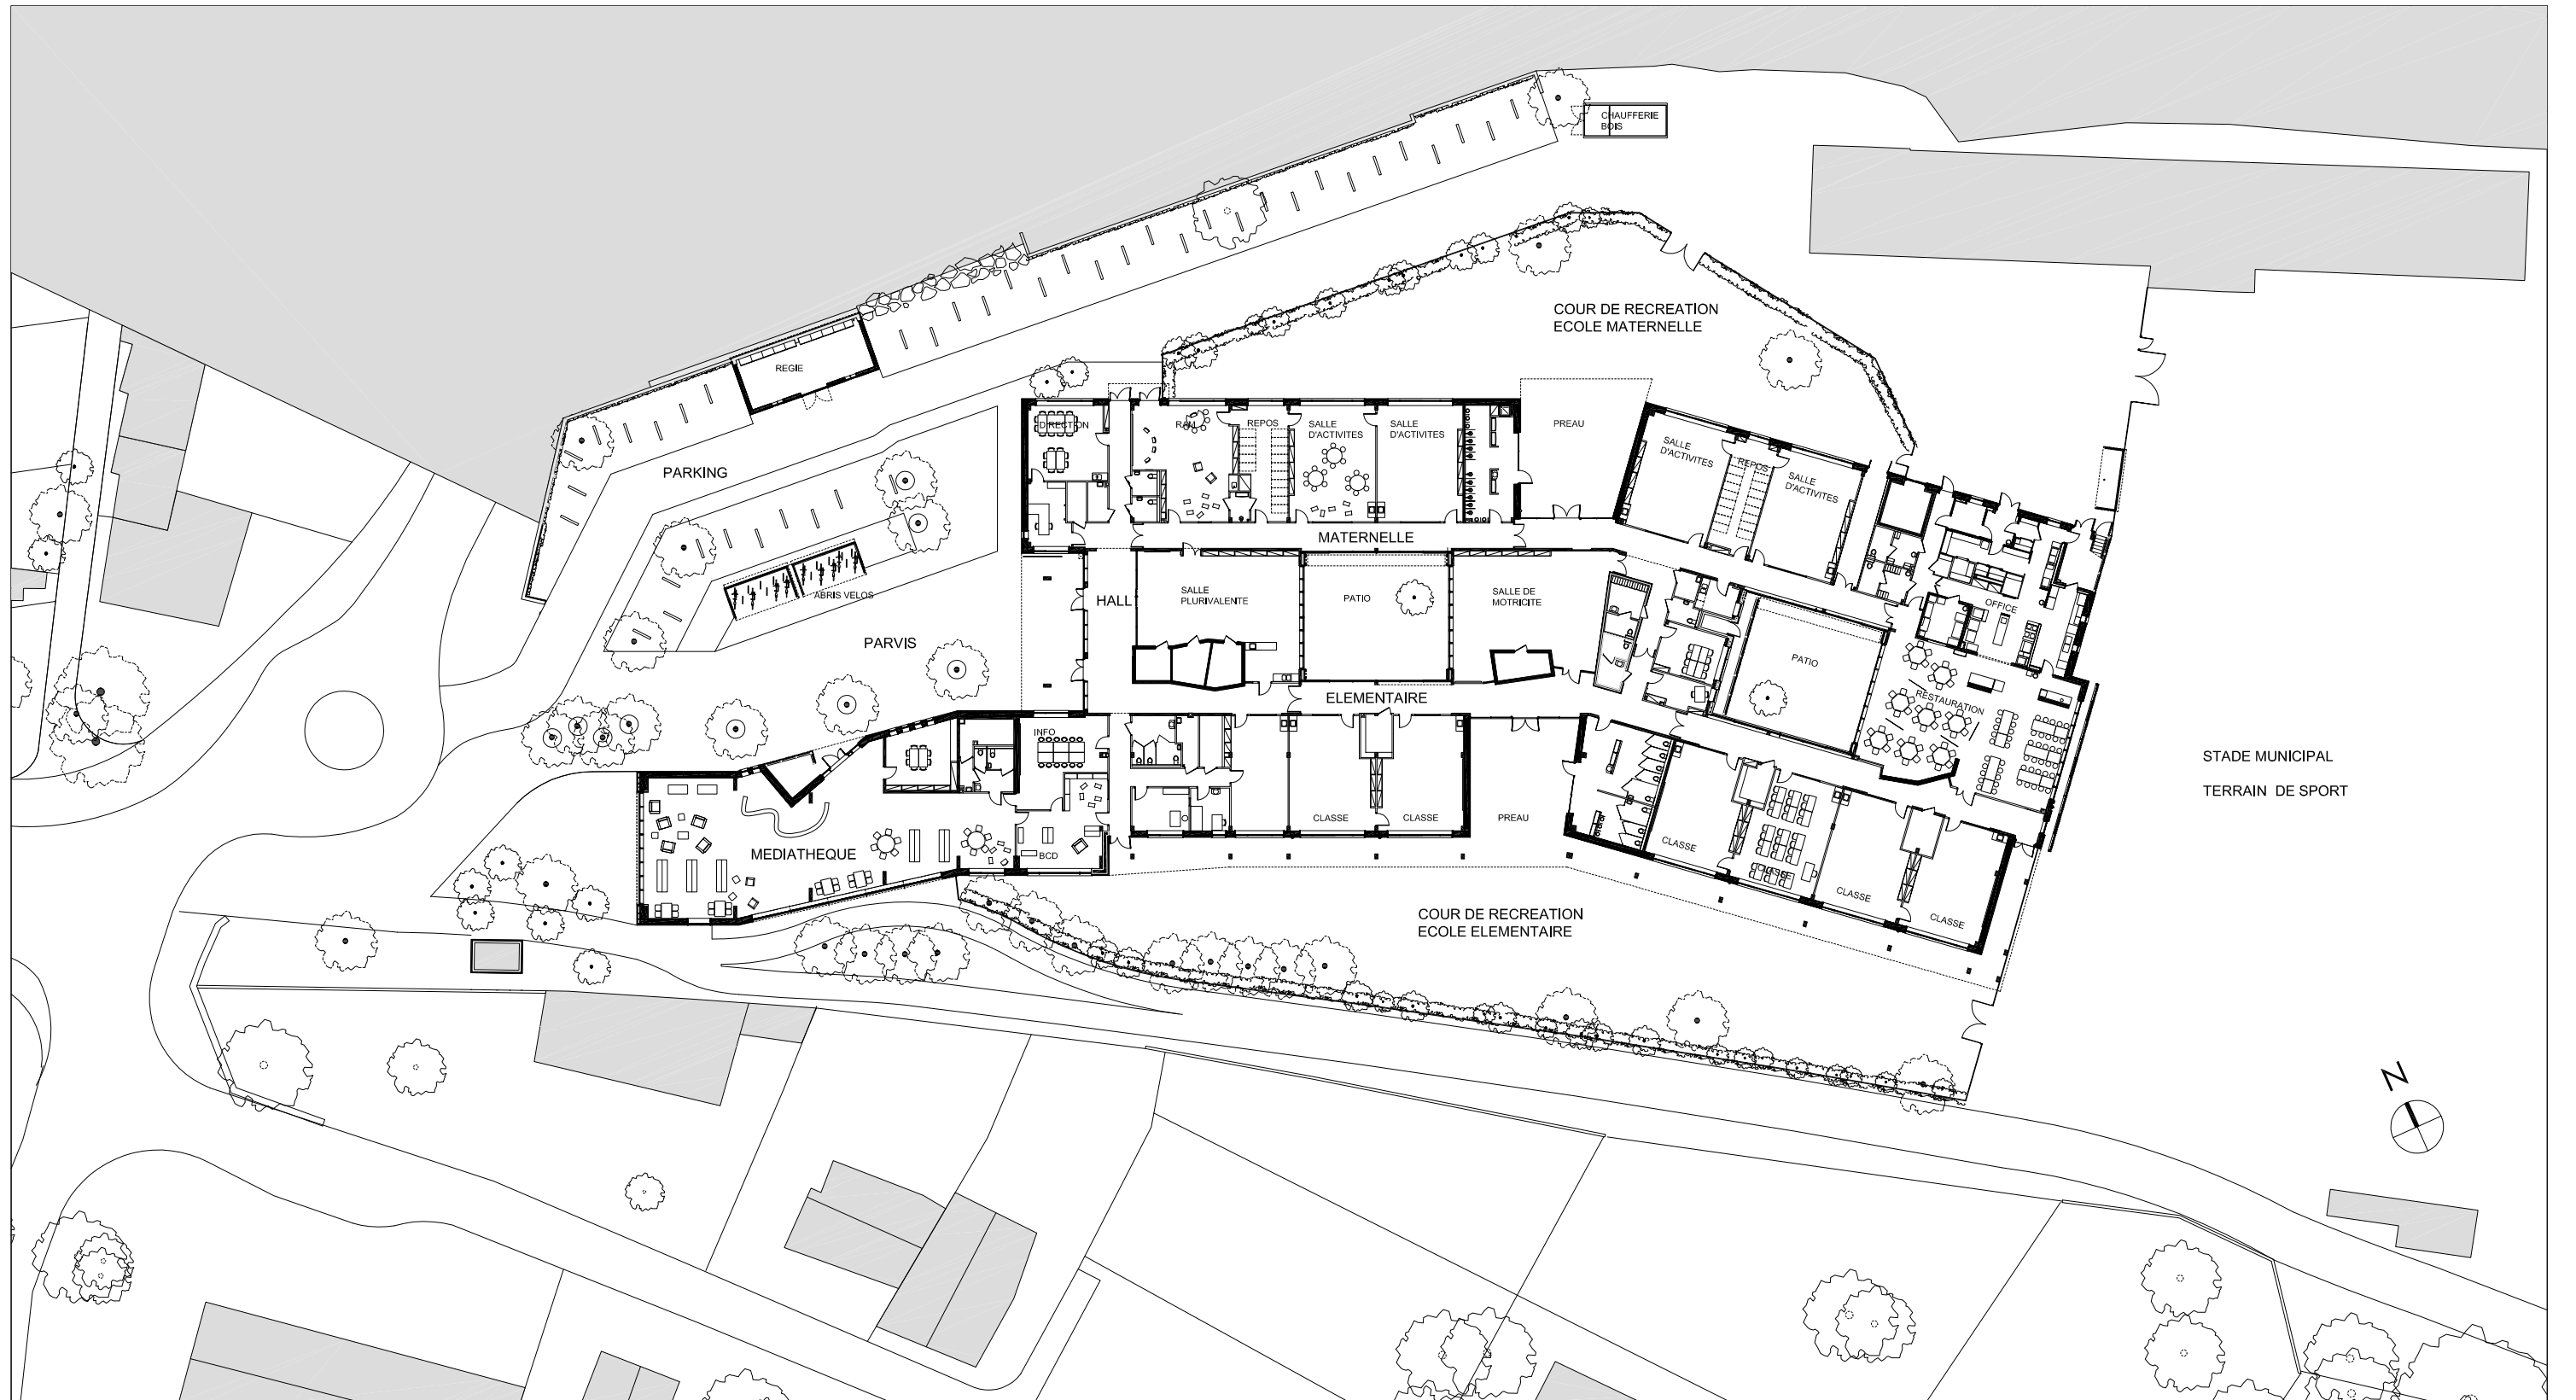 CHAUFFERIE
BOIS
COUR DE RECREATION
ECOLE MATERNELLE
REGIE
PARKING
DIRECTION
RAM
REPOS
SALLE
D'ACTIVITES
SALLE
D'ACTIVITES
PREAU
SALLE
D'ACTIVITES
REPOS
SALLE
D'ACTIVITES
MATERNELLE
ABRIS VELOS
HALL
SALLE
PLURIVALENTE
PATIO
SALLE DE
MOTRICITE
OFFICE
PARVIS
PATIO
ELEMENTAIRE
RESTAURATION
INFO
STADE MUNICIPAL
TERRAIN DE SPORT
CLASSE
CLASSE
PREAU
MEDIATHEQUE
BCD
CLASSE
CLASSE
CLASSE
CLASSE
COUR DE RECREATION
ECOLE ELEMENTAIRE
N